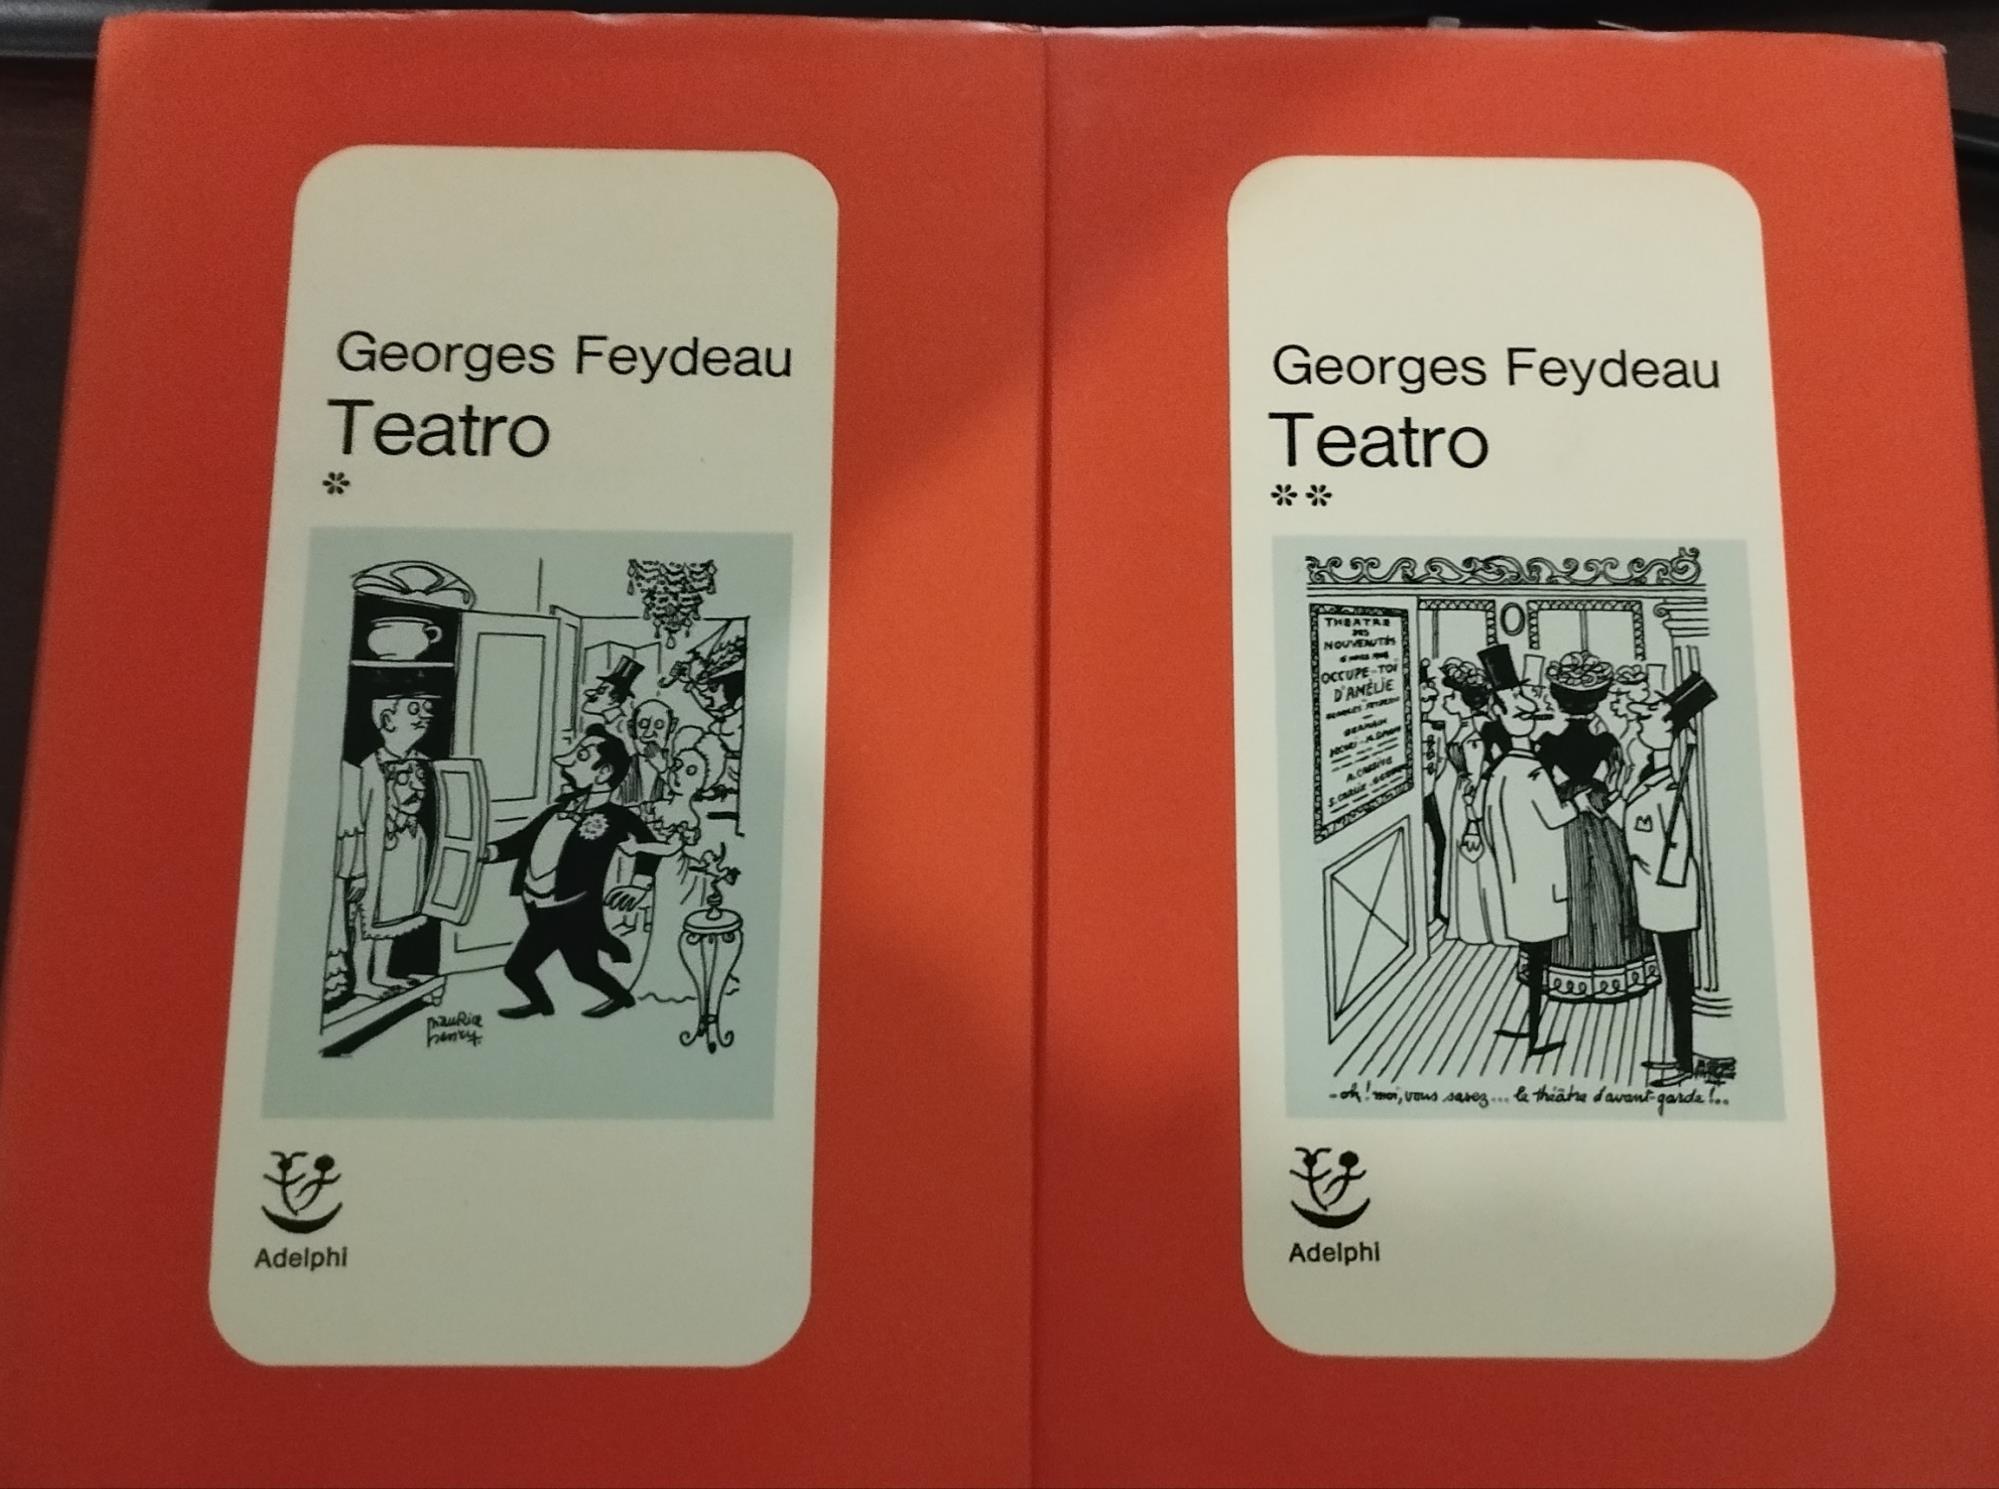 Georges Feydeau
Teatro
*
maurice
henry
Adelphi
Georges Feydeau
Teatro
**
THEATRE
DES
NOUVEAUTÉS
OCCUPE-TOI
D'AMÉLIE
GERMAIN
- oh! moi, vous savez... le théâtre d'avant-garde!..
Adelphi